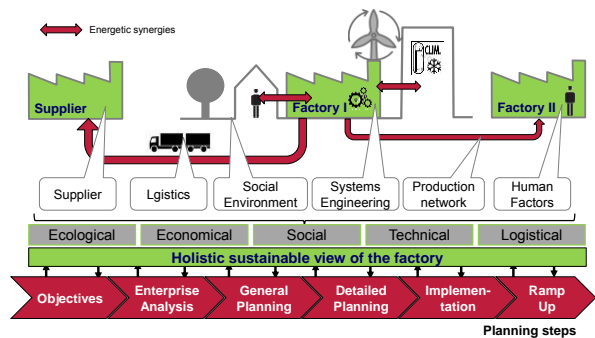 Energetic synergies
CLIM.
Supplier
Factory I
Factory II
Supplier
Lgistics
Social
Environment
Systems
Engineering
Production
network
Human
Factors
Ecological
Economical
Social
Technical
Logistical
Holistic sustainable view of the factory
Objectives
Enterprise
Analysis
General
Planning
Detailed
Planning
Implemen-
tation
Ramp
Up
Planning steps